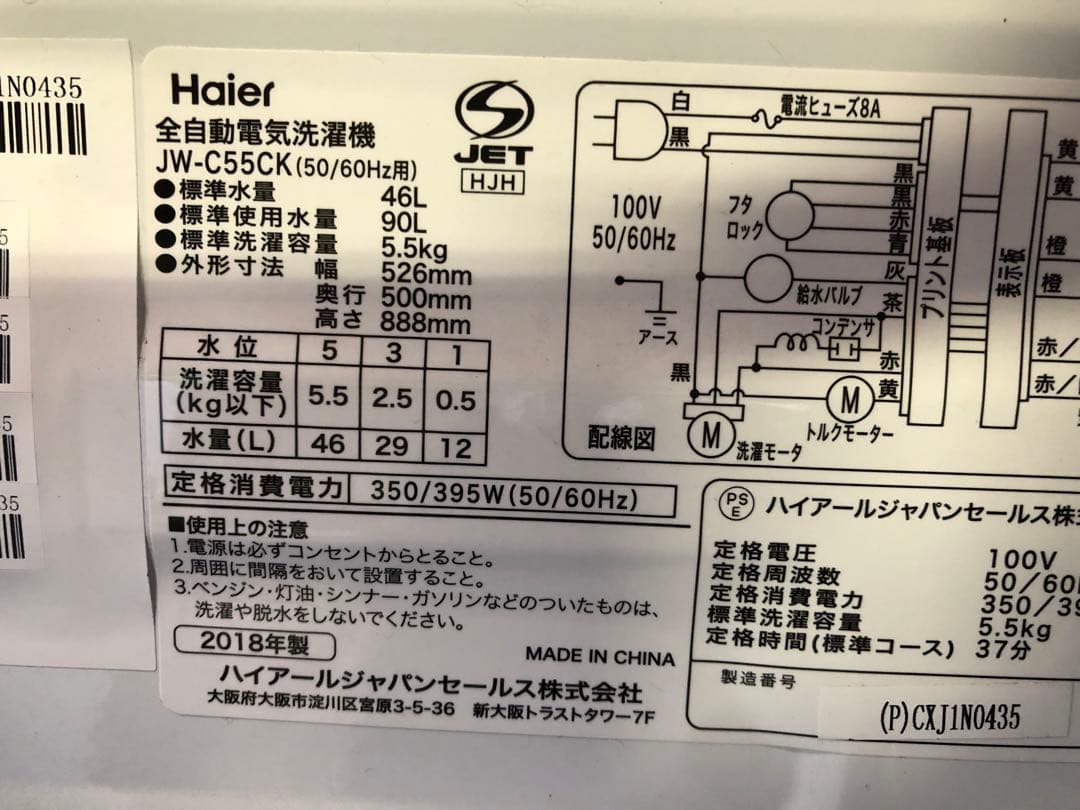 1N0435
Haier
全自動電気洗濯機
JW-C55CK(50/60Hz用)
●標準水量 46L
●標準使用水量 90L
●標準洗濯容量 5.5kg
●外形寸法 幅 526mm
奥行 500mm
高さ 888mm
JET
HJH
水位 5 3 1
洗濯容量(kg以下) 5.5 2.5 0.5
水量(L) 46 29 12
定格消費電力 350/395W(50/60Hz)
■使用上の注意
1.電源は必ずコンセントからとること。
2.周囲に間隔をおいて設置すること。
3.ベンジン・灯油・シンナー・ガソリンなどのついたものは、
洗濯や脱水をしないでください。
2018年製
MADE IN CHINA
ハイアールジャパンセールス株式会社
大阪府大阪市淀川区宮原3-5-36 新大阪トラストタワー7F
白
黒
電流ヒューズ8A
100V
50/60Hz
フタ
ロック
黒
黒
赤
青
灰
給水バルブ
茶
アース
コンデンサ
赤
黒
黄
M
トルクモーター
M
洗濯モータ
配線図
プリント基板
表示板
黄
黄
橙
橙
赤/
赤/
PS
E
ハイアールジャパンセールス株式
定格電圧 100V
定格周波数 50/60
定格消費電力 350/39
標準洗濯容量 5.5kg
定格時間(標準コース) 37分
製造番号
(P)CXJ1N0435
5
5
35
35